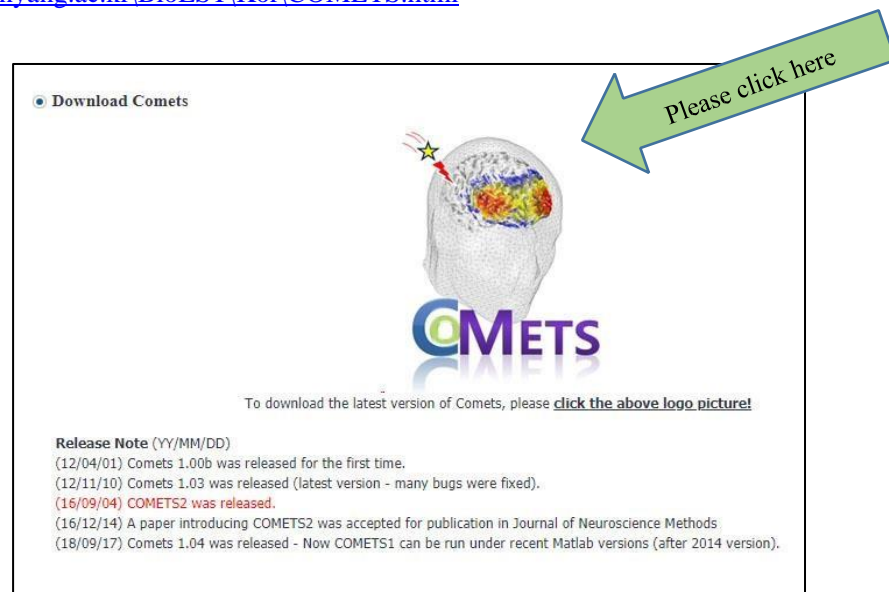 Please click here
Download Comets
COMETS
To download the latest version of Comets, please click the above logo picture!
Release Note (YY/MM/DD)
(12/04/01) Comets 1.00b was released for the first time.
(12/11/10) Comets 1.03 was released (latest version - many bugs were fixed).
(16/09/04) COMETS2 was released.
(16/12/14) A paper introducing COMETS2 was accepted for publication in Journal of Neuroscience Methods
(18/09/17) Comets 1.04 was released - Now COMETS1 can be run under recent Matlab versions (after 2014 version).